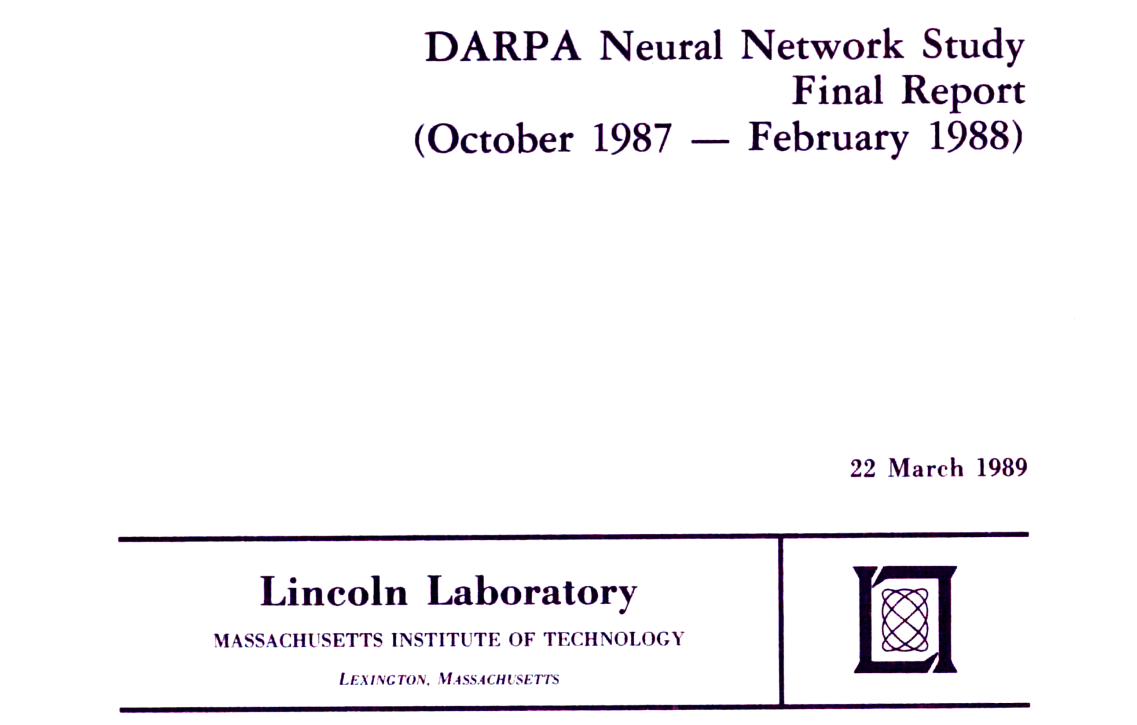 DARPA Neural Network Study
Final Report
(October 1987 — February 1988)
22 March 1989
Lincoln Laboratory
MASSACHUSETTS INSTITUTE OF TECHNOLOGY
LEXINGTON, MASSACHUSETTS